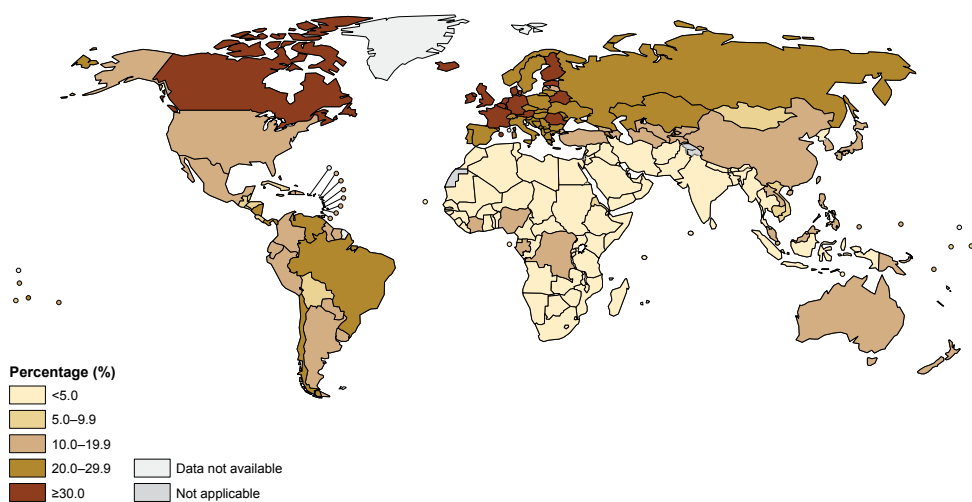 Percentage (%)
<5.0
5.0–9.9
10.0–19.9
20.0–29.9
≥30.0
Data not available
Not applicable